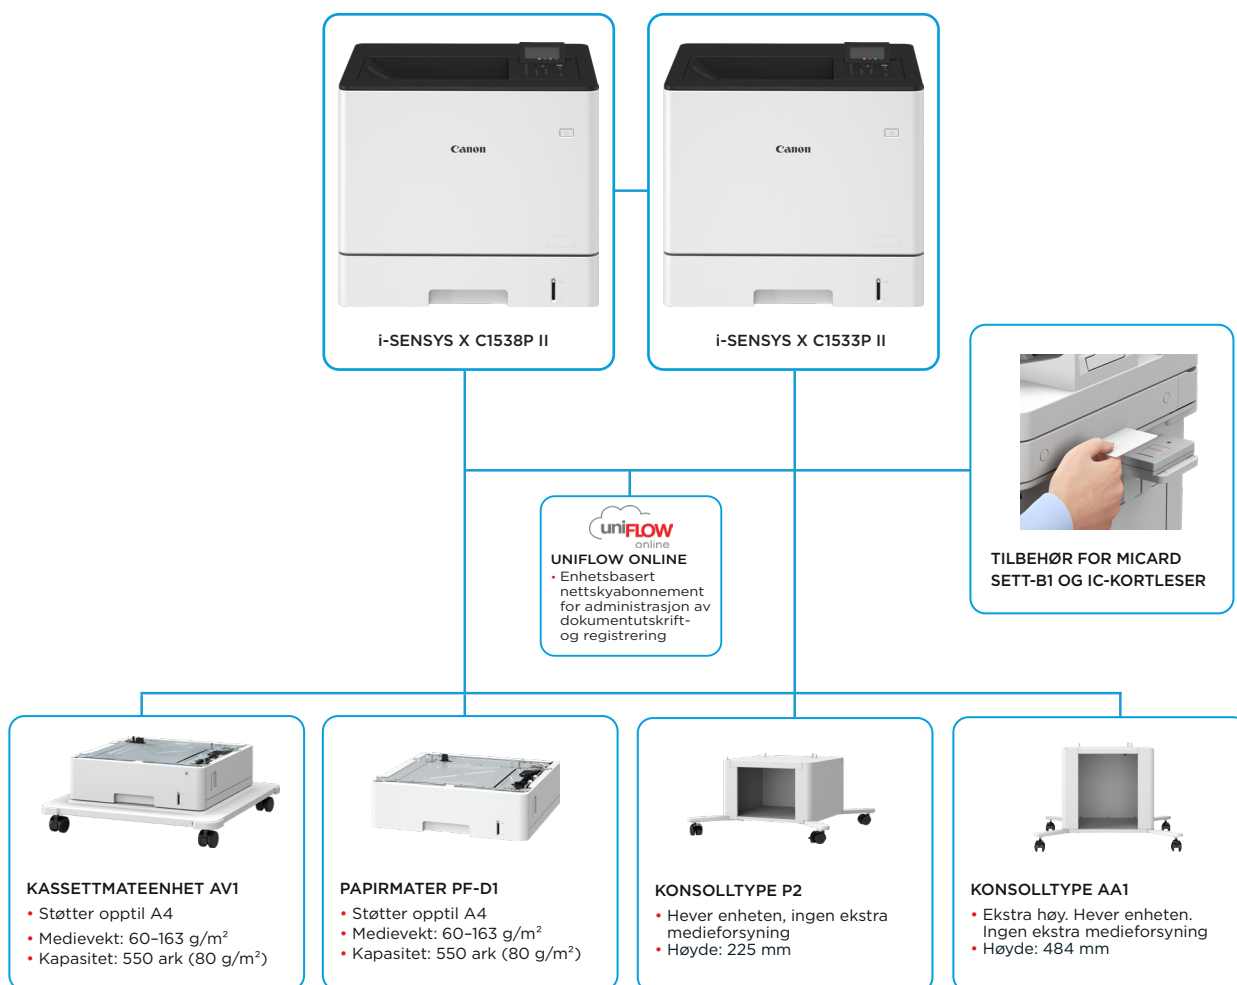 Canon
Canon
i-SENSYS X C1538P II
i-SENSYS X C1533P II
TILBEHØR FOR MICARD
SETT-B1 OG IC-KORTLESER
uniFLOW
online
UNIFLOW ONLINE
• Enhetsbasert
nettskyabonnement
for administrasjon av
dokumentutskrift-
og registrering
KASSETTMATEENHET AV1
• Støtter opptil A4
• Medievekt: 60–163 g/m²
• Kapasitet: 550 ark (80 g/m²)
PAPIRMATER PF-D1
• Støtter opptil A4
• Medievekt: 60–163 g/m²
• Kapasitet: 550 ark (80 g/m²)
KONSOLLTYPE P2
• Hever enheten, ingen ekstra
medieforsyning
• Høyde: 225 mm
KONSOLLTYPE AA1
• Ekstra høy. Hever enheten.
Ingen ekstra medieforsyning
• Høyde: 484 mm